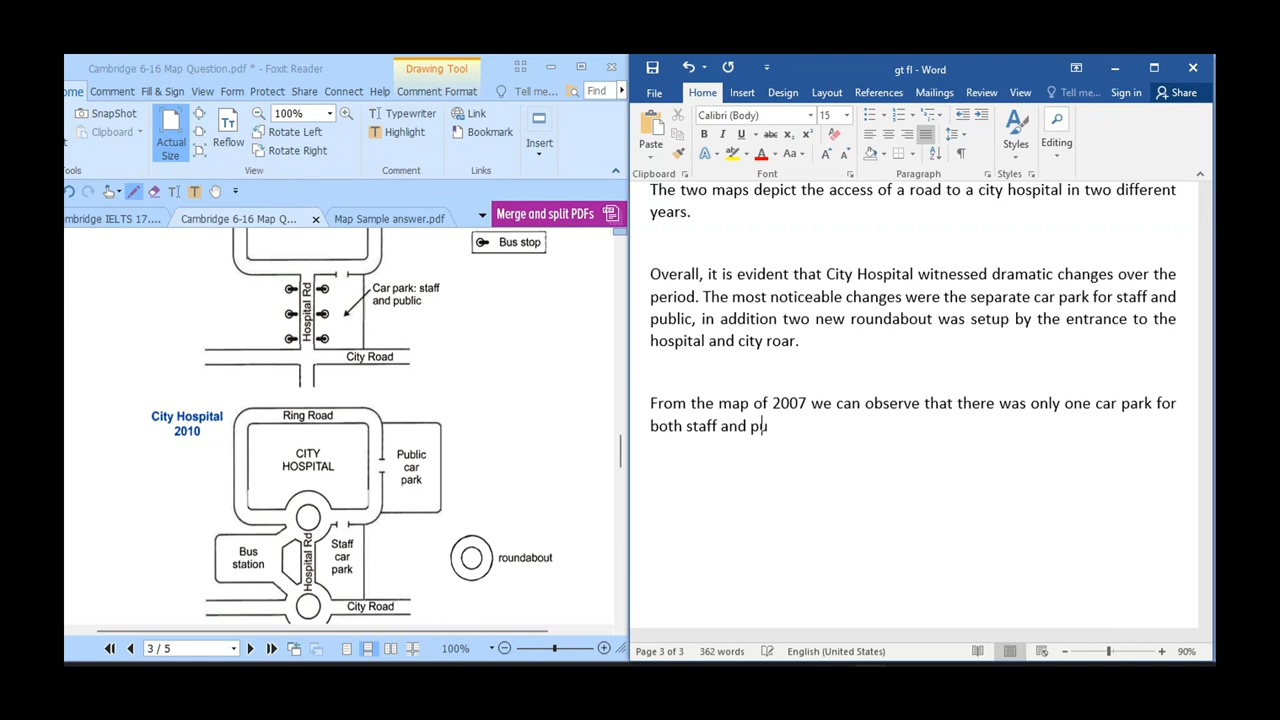 Cambridge 6-16 Map Question.pdf * - Foxit Reader
Drawing Tool
ome Comment Fill & Sign View Form Protect Share Connect Help Comment Format Tell me... Find
SnapShot
Clipboard
Actual Size
Reflow
100%
Rotate Left
Rotate Right
Typewriter
Highlight
Link
Bookmark
Insert
ools View Comment Links
mbridge IELTS 17.... Cambridge 6-16 Map Q... Map Sample answer.pdf
Merge and split PDFs
Bus stop
Car park: staff
and public
Hospital Rd
City Road
City Hospital
2010
Ring Road
CITY
HOSPITAL
Public
car
park
Bus
station
Hospital Rd
Staff
car
park
roundabout
City Road
3 / 5
100%
gt fl - Word
File Home Insert Design Layout References Mailings Review View Tell me... Sign in Share
Paste
Calibri (Body) 15
B I U abc x₂ x²
A A Aa A A
Styles
Editing
Clipboard Font Paragraph Styles
The two maps depict the access of a road to a city hospital in two different
years.
Overall, it is evident that City Hospital witnessed dramatic changes over the
period. The most noticeable changes were the separate car park for staff and
public, in addition two new roundabout was setup by the entrance to the
hospital and city roar.
From the map of 2007 we can observe that there was only one car park for
both staff and pu
Page 3 of 3 362 words English (United States) 90%